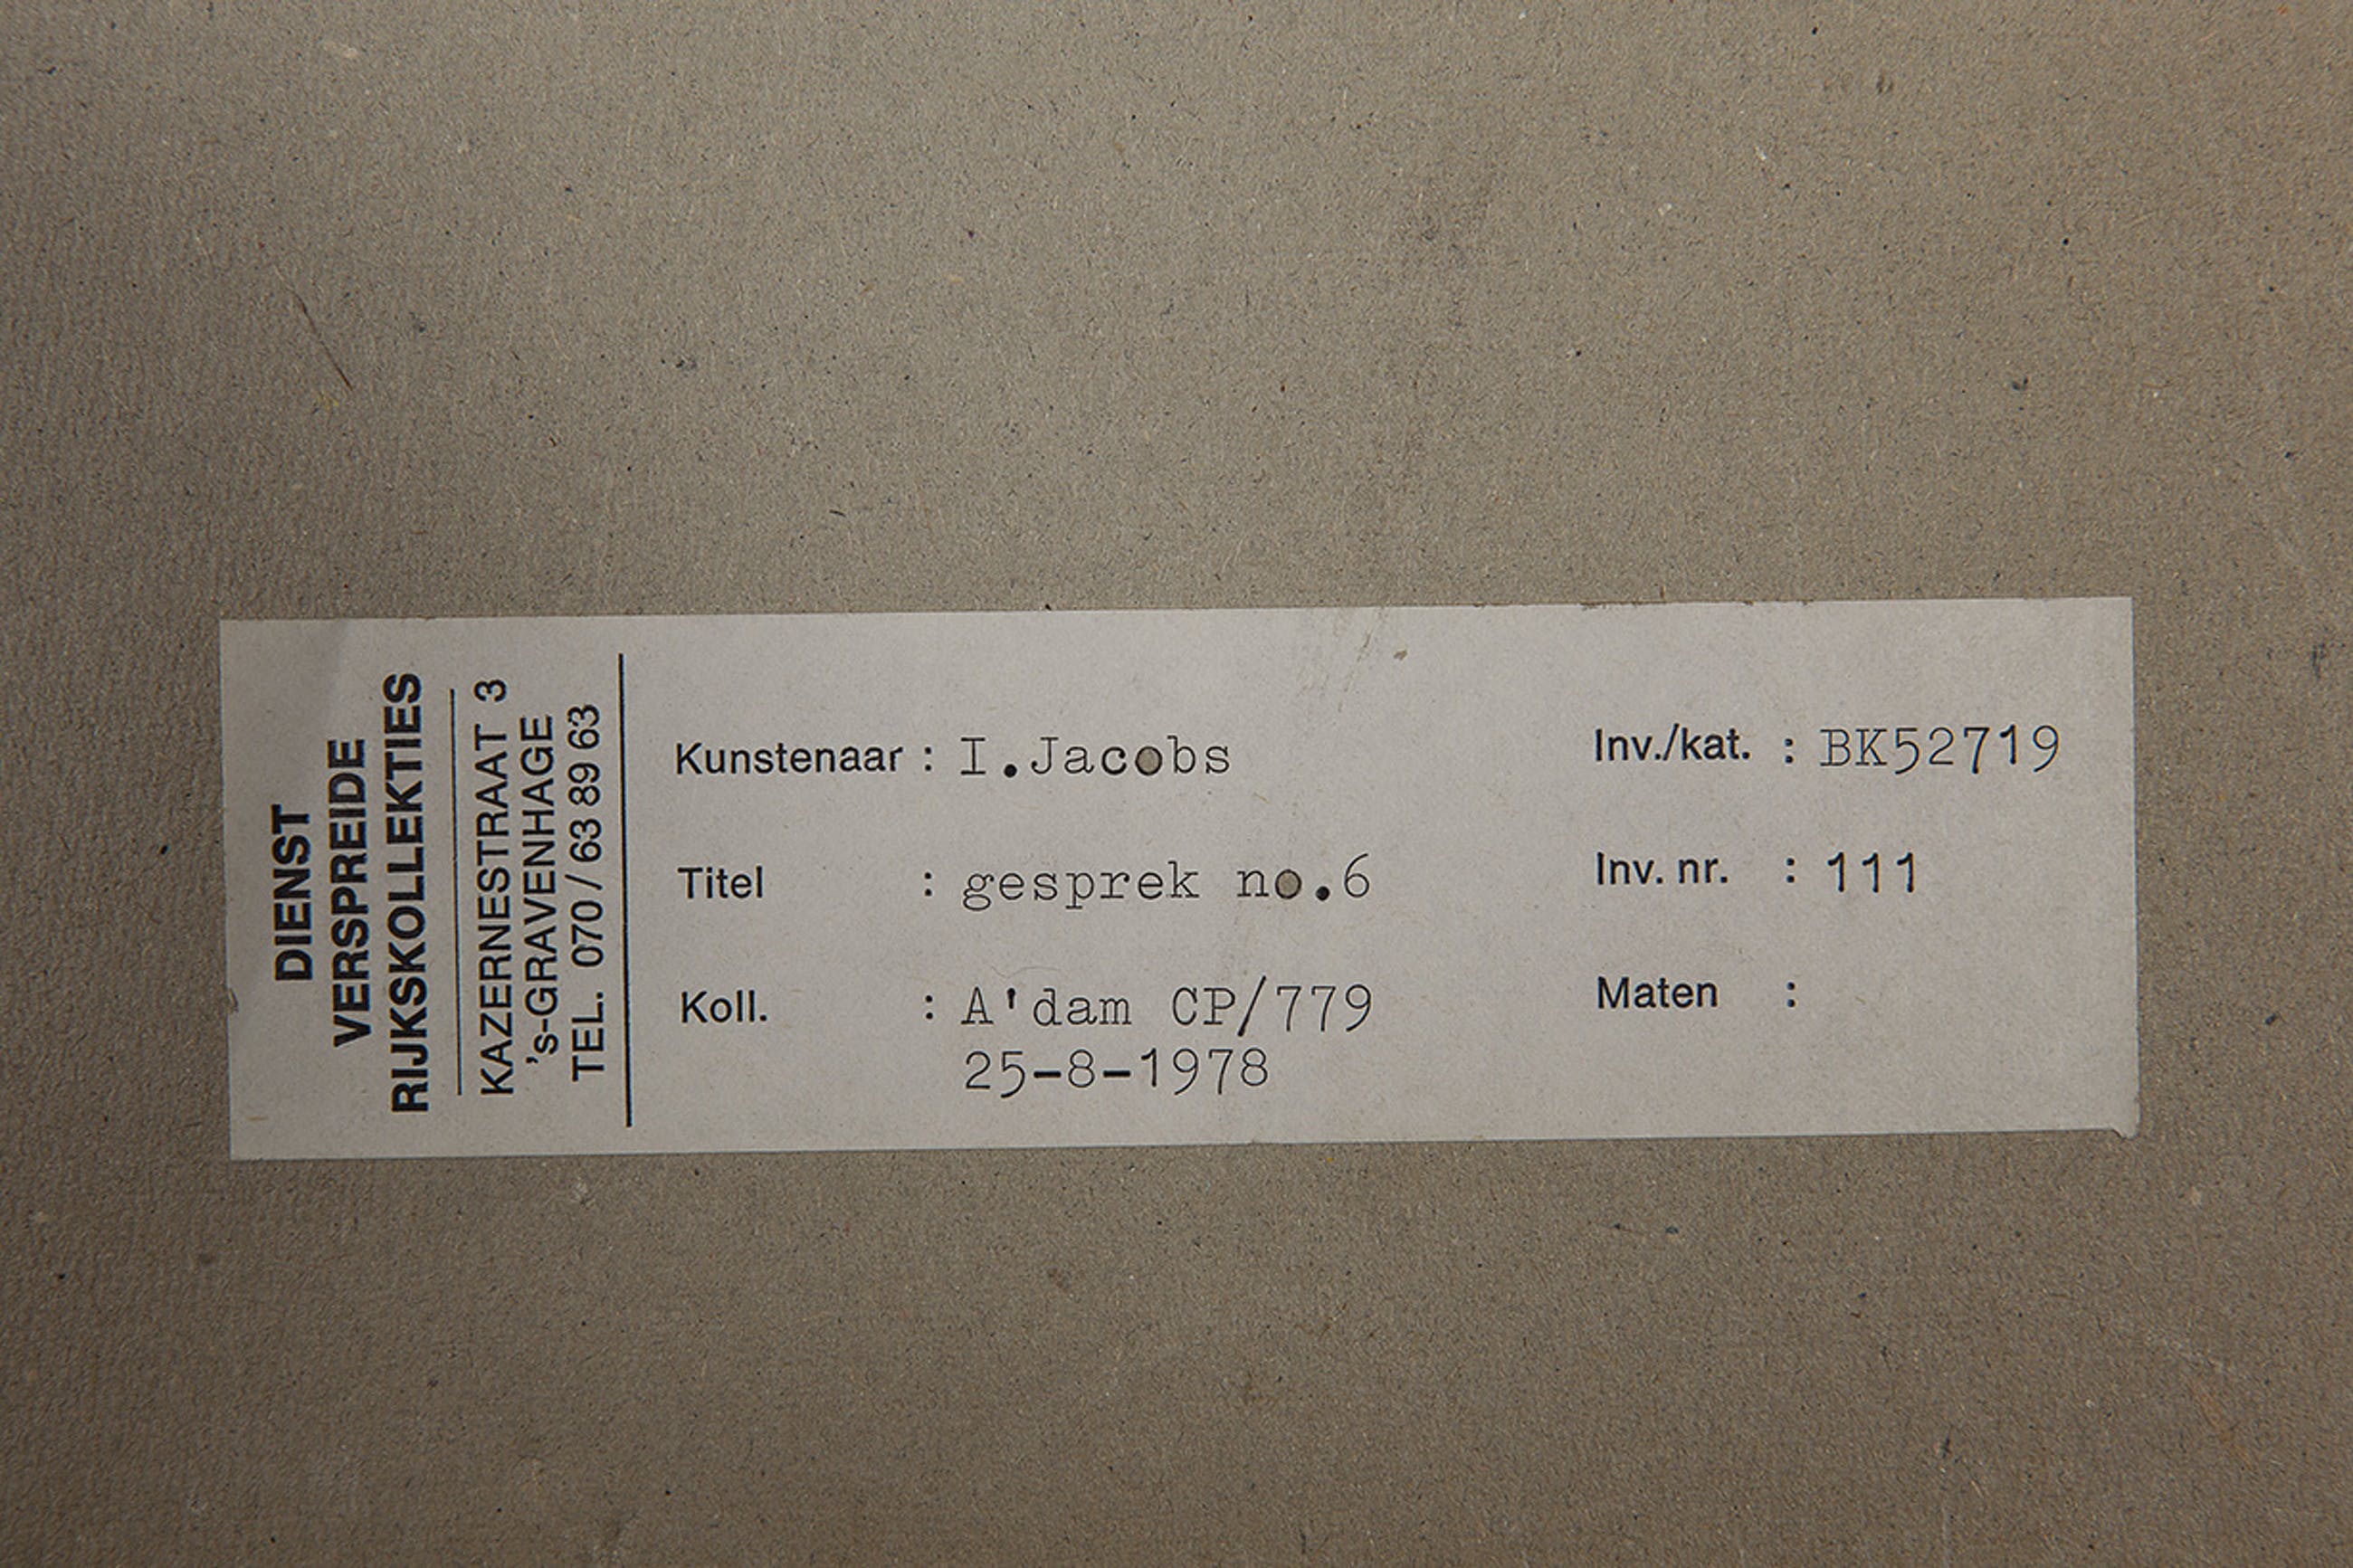 DIENST
VERSPREIDE
RIJKSKOLLEKTIES
KAZERNESTRAAT 3
's-GRAVENHAGE
TEL. 070 / 63 89 63
Kunstenaar : I.Jacobs
Titel : gesprek no.6
Koll. : A'dam CP/779
25-8-1978
Inv./kat. : BK52719
Inv. nr. : 111
Maten :